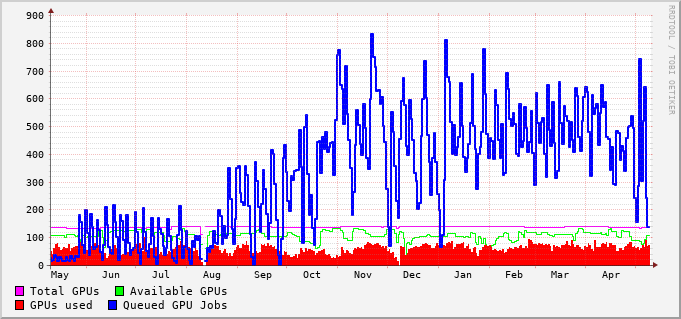 900
800
700
600
500
400
300
200
100
0
May Jun Jul Aug Sep Oct Nov Dec Jan Feb Mar Apr
Total GPUs Available GPUs
GPUs used Queued GPU Jobs
RRDTOOL / TOBI OETIKER